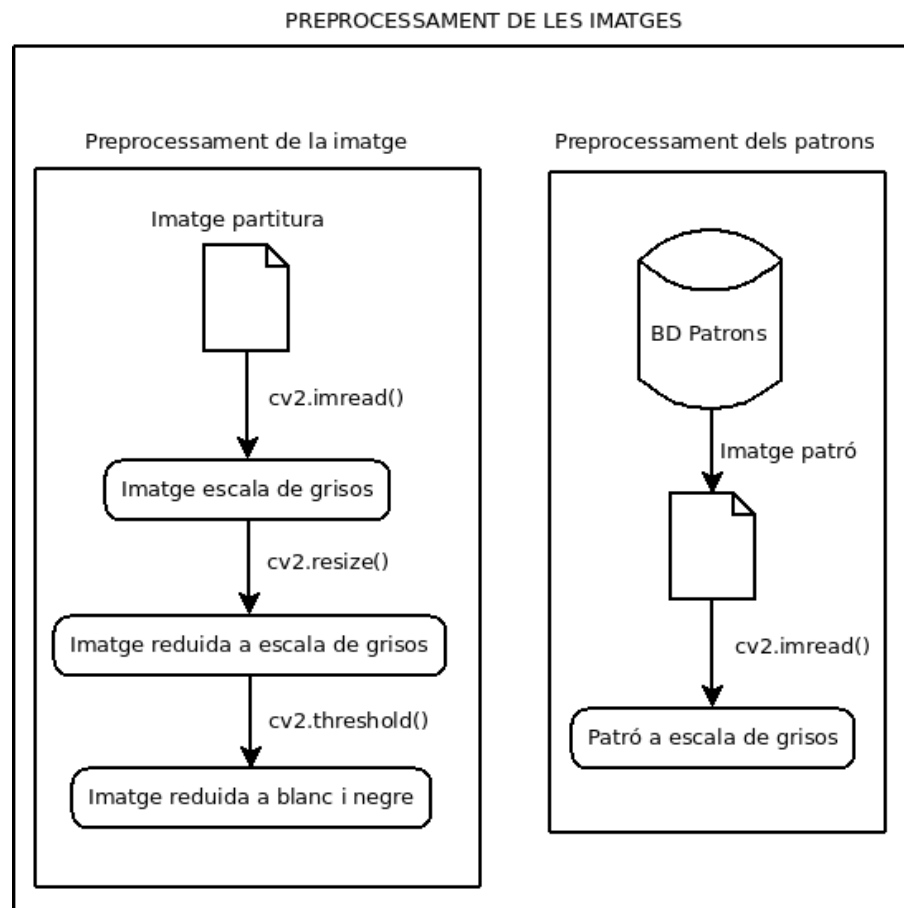 PREPROCESSAMENT DE LES IMATGES
Preprocessament de la imatge
Imatge partitura
cv2.imread()
Imatge escala de grisos
cv2.resize()
Imatge reduida a escala de grisos
cv2.threshold()
Imatge reduida a blanc i negre
Preprocessament dels patrons
BD Patrons
Imatge patró
cv2.imread()
Patró a escala de grisos